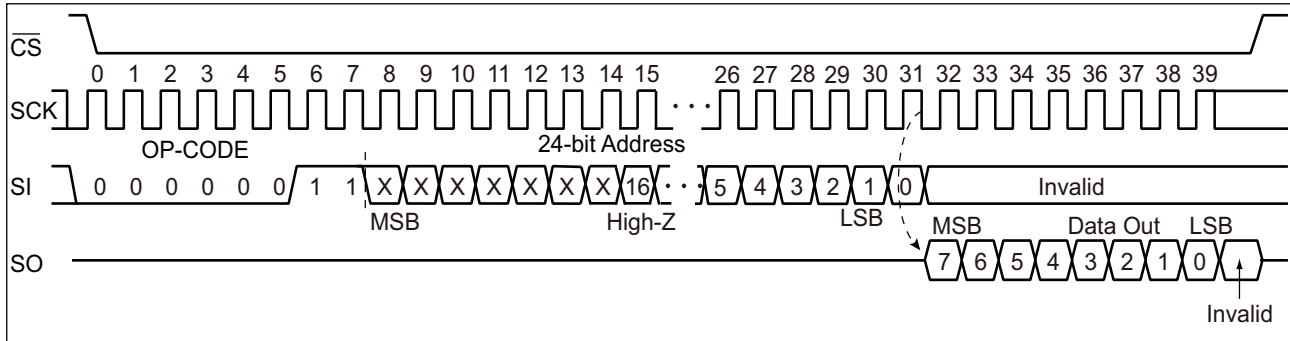 CS
0 1 2 3 4 5 6 7 8 9 10 11 12 13 14 15 26 27 28 29 30 31 32 33 34 35 36 37 38 39
SCK
OP-CODE 24-bit Address
SI 0 0 0 0 0 0 1 1 X X X X X X X 16 5 4 3 2 1 0 Invalid
MSB High-Z LSB MSB Data Out LSB
SO 7 6 5 4 3 2 1 0
Invalid